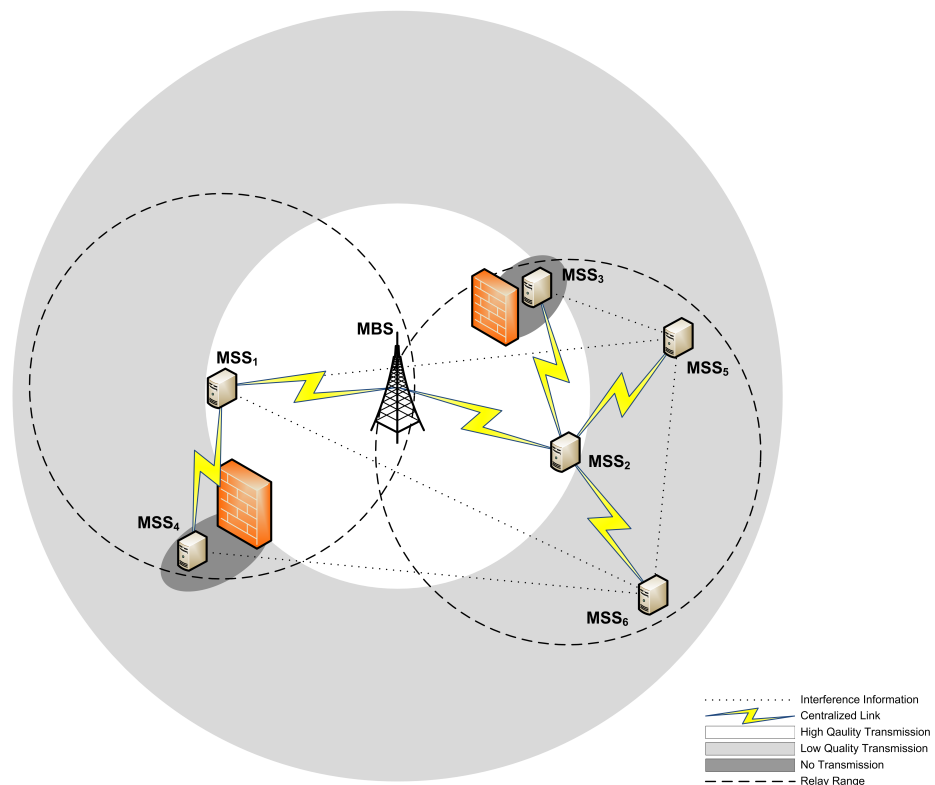 MSS3
MBS
MSS1
MSS5
MSS2
MSS4
MSS6
Interference Information
Centralized Link
High Qaulity Transmission
Low Quality Transmission
No Transmission
Relay Range